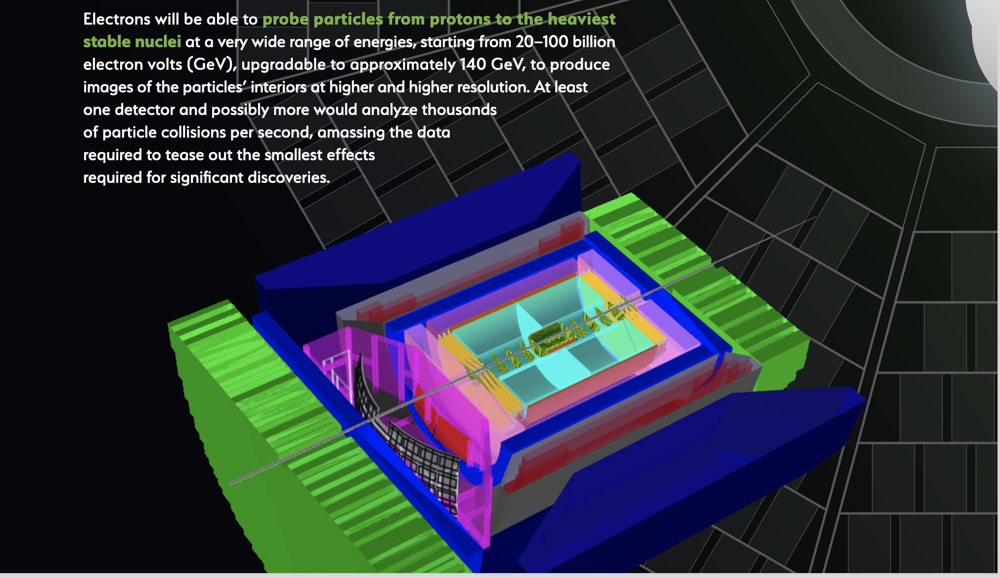 Electrons will be able to probe particles from protons to the heaviest
stable nuclei at a very wide range of energies, starting from 20–100 billion
electron volts (GeV), upgradable to approximately 140 GeV, to produce
images of the particles’ interiors at higher and higher resolution. At least
one detector and possibly more would analyze thousands
of particle collisions per second, amassing the data
required to tease out the smallest effects
required for significant discoveries.